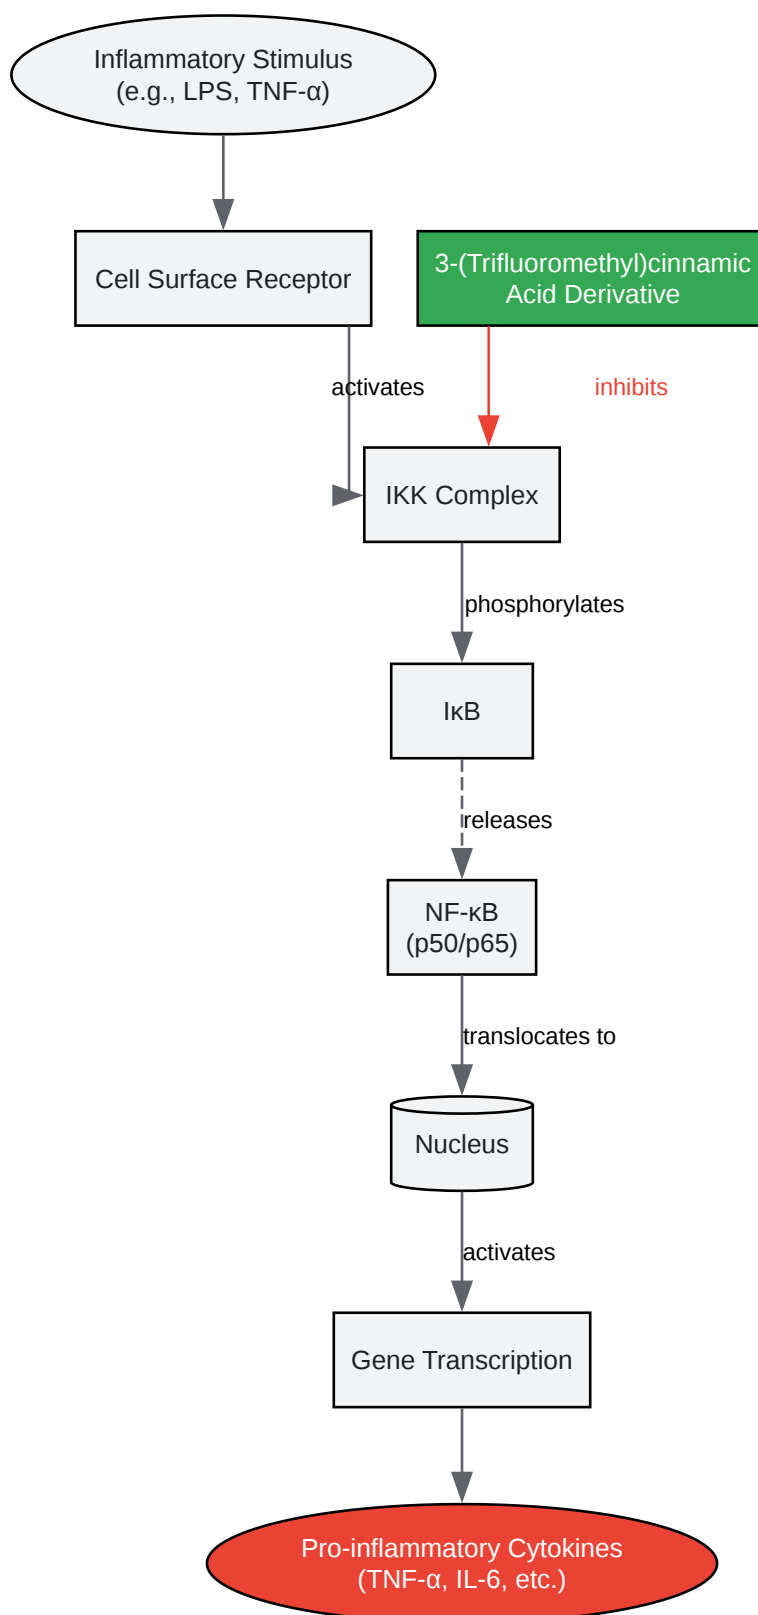 Inflammatory Stimulus
(e.g., LPS, TNF-α)
Cell Surface Receptor
3-(Trifluoromethyl)cinnamic
Acid Derivative
activates
inhibits
IKK Complex
phosphorylates
IκB
releases
NF-κB
(p50/p65)
translocates to
Nucleus
activates
Gene Transcription
Pro-inflammatory Cytokines
(TNF-α, IL-6, etc.)